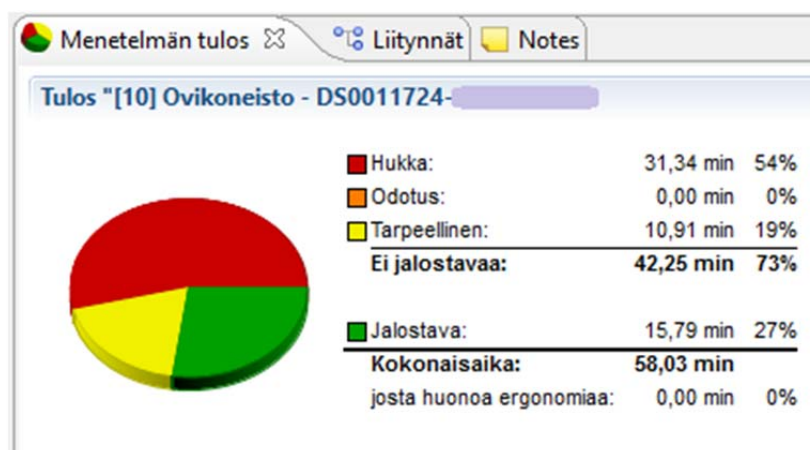 Menetelmän tulos Liitynnät Notes
Tulos "[10] Ovikoneisto - DS0011724-
Hukka: 31,34 min 54%
Odotus: 0,00 min 0%
Tarpeellinen: 10,91 min 19%
Ei jalostavaa: 42,25 min 73%
Jalostava: 15,79 min 27%
Kokonaisaika: 58,03 min
josta huonoa ergonomiaa: 0,00 min 0%